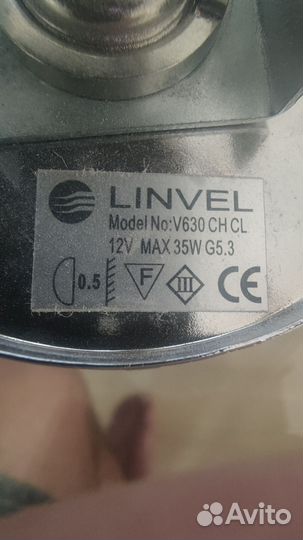 LINVEL
Model No:V630 CH CL
12V MAX 35W G5.3
0.5 F III CE
Avito